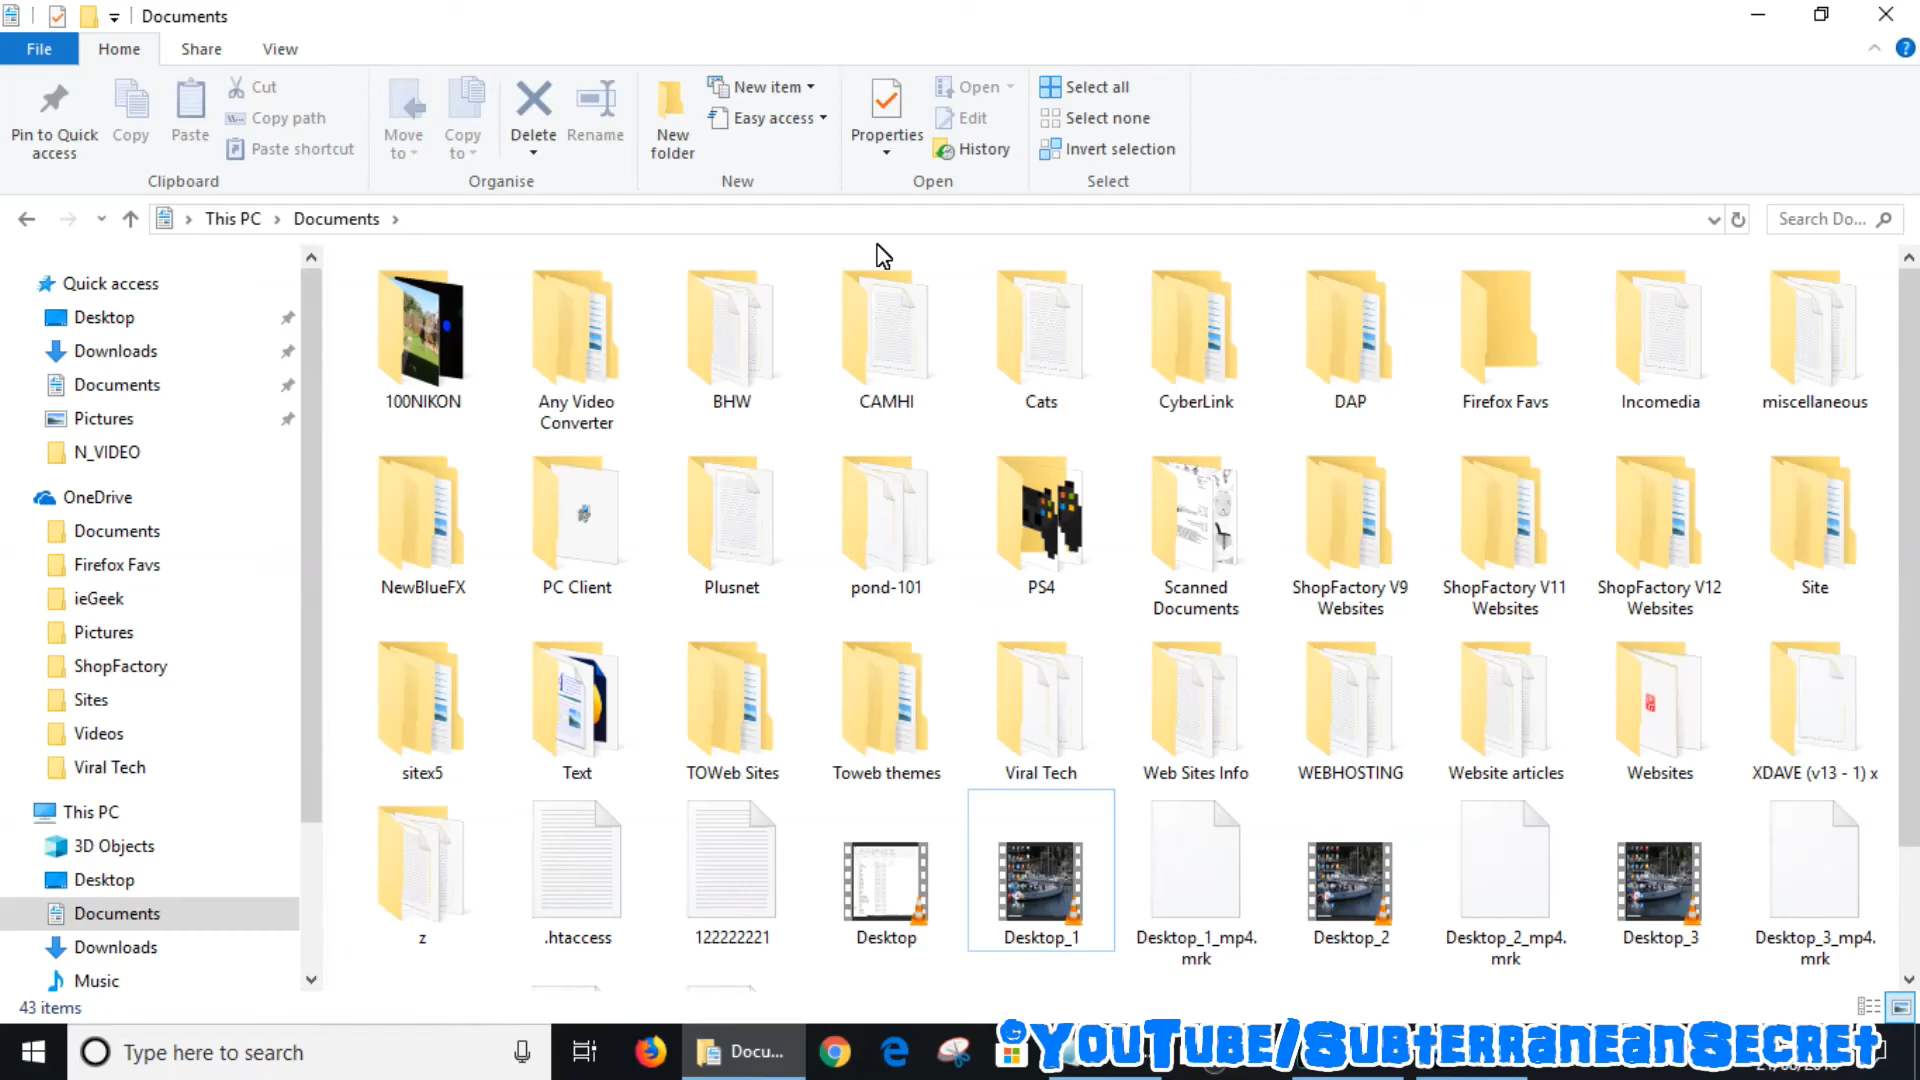 Documents
File Home Share View
Pin to Quick access
Copy
Paste
Cut
Copy path
Paste shortcut
Clipboard
Move to
Copy to
Delete
Rename
Organise
New folder
New item
Easy access
New
Properties
Open
Edit
History
Open
Select all
Select none
Invert selection
Select
This PC > Documents >
Search Do...
Quick access
Desktop
Downloads
Documents
Pictures
N_VIDEO
OneDrive
Documents
Firefox Favs
ieGeek
Pictures
ShopFactory
Sites
Videos
Viral Tech
This PC
3D Objects
Desktop
Documents
Downloads
Music
100NIKON
Any Video Converter
BHW
CAMHI
Cats
CyberLink
DAP
Firefox Favs
Incomedia
miscellaneous
NewBlueFX
PC Client
Plusnet
pond-101
PS4
Scanned Documents
ShopFactory V9 Websites
ShopFactory V11 Websites
ShopFactory V12 Websites
Site
sitex5
Text
TOWeb Sites
Toweb themes
Viral Tech
Web Sites Info
WEBHOSTING
Website articles
Websites
XDAVE (v13 - 1) x
z
.htaccess
122222221
Desktop
Desktop_1
Desktop_1_mp4.mrk
Desktop_2
Desktop_2_mp4.mrk
Desktop_3
Desktop_3_mp4.mrk
43 items
Type here to search
Docu...
@YouTube/SubterraneanSecret